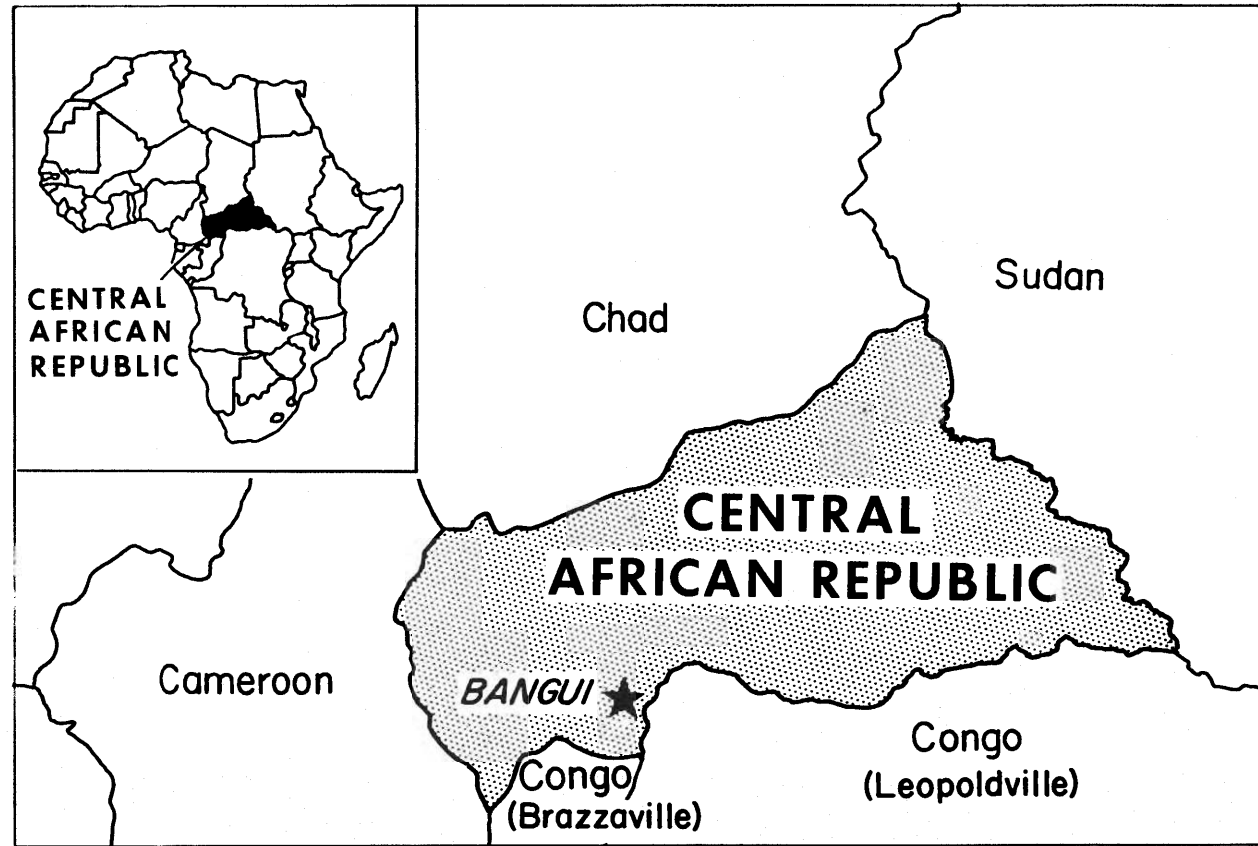 CENTRAL
AFRICAN
REPUBLIC
Chad
Sudan
CENTRAL
AFRICAN REPUBLIC
Cameroon
BANGUI
Congo
(Brazzaville)
Congo
(Leopoldville)